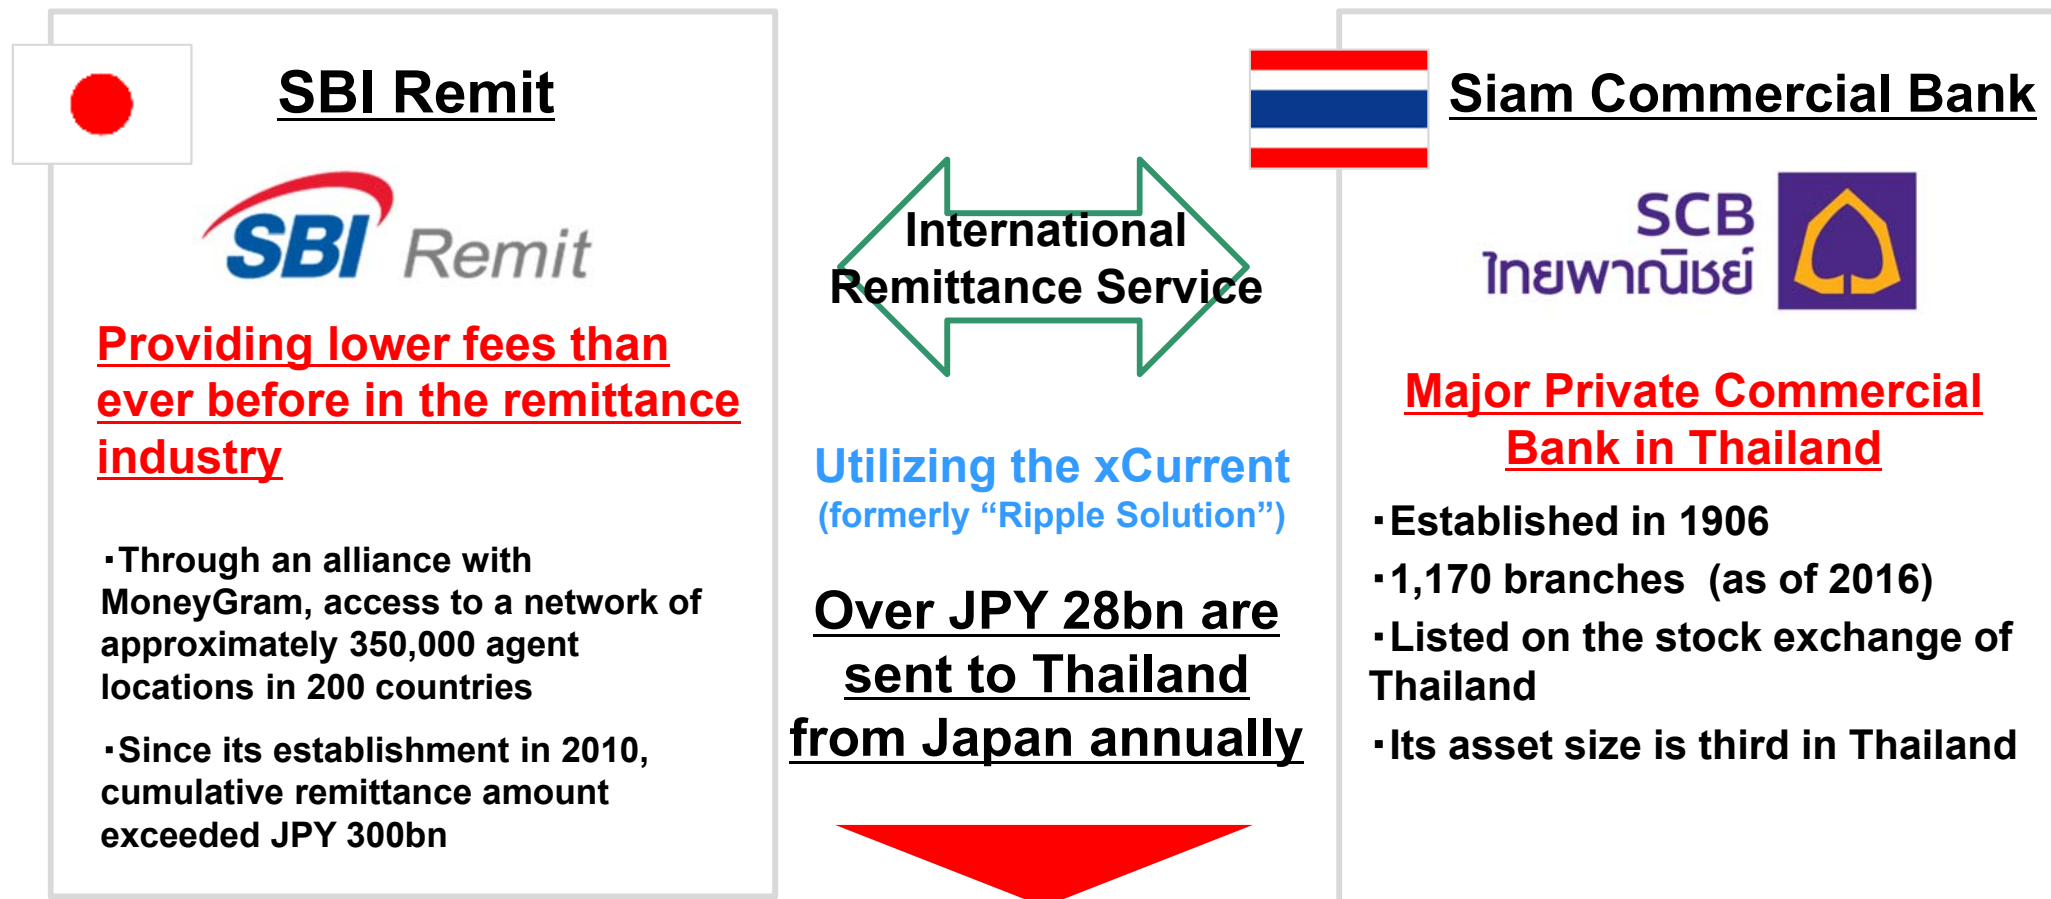 SBI Remit
SBI Remit
Providing lower fees than
ever before in the remittance
industry
・Through an alliance with
MoneyGram, access to a network of
approximately 350,000 agent
locations in 200 countries
・Since its establishment in 2010,
cumulative remittance amount
exceeded JPY 300bn
International
Remittance Service
Utilizing the xCurrent
(formerly “Ripple Solution”)
Over JPY 28bn are
sent to Thailand
from Japan annually
Siam Commercial Bank
SCB
ไทยพาณิชย์
Major Private Commercial
Bank in Thailand
・Established in 1906
・1,170 branches (as of 2016)
・Listed on the stock exchange of
Thailand
・Its asset size is third in Thailand